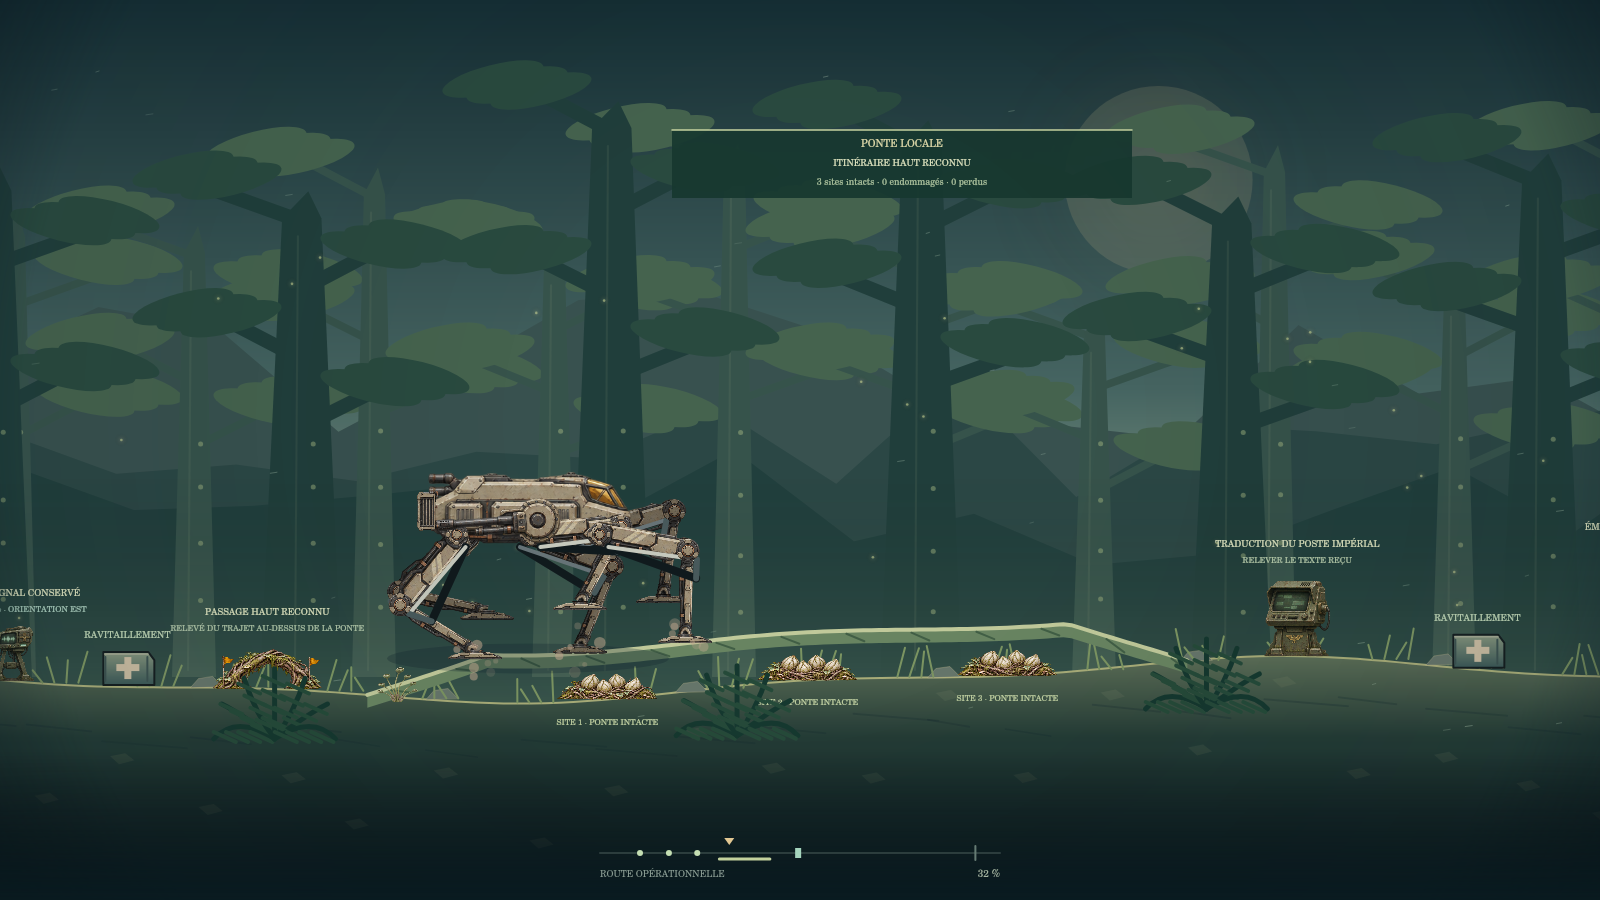 PONTE LOCALE
ITINÉRAIRE HAUT RECONNU
3 sites intacts · 0 endommagés · 0 perdus
TRADUCTION DU POSTE IMPÉRIAL
RELEVER LE TEXTE REÇU
GNAL CONSERVÉ
· ORIENTATION EST
PASSAGE HAUT RECONNU
RELEVÉ DU TRAJET AU-DESSUS DE LA PONTE
RAVITAILLEMENT
RAVITAILLEMENT
SITE 1 · PONTE INTACTE
PONTE INTACTE
SITE 3 · PONTE INTACTE
ROUTE OPÉRATIONNELLE
32 %